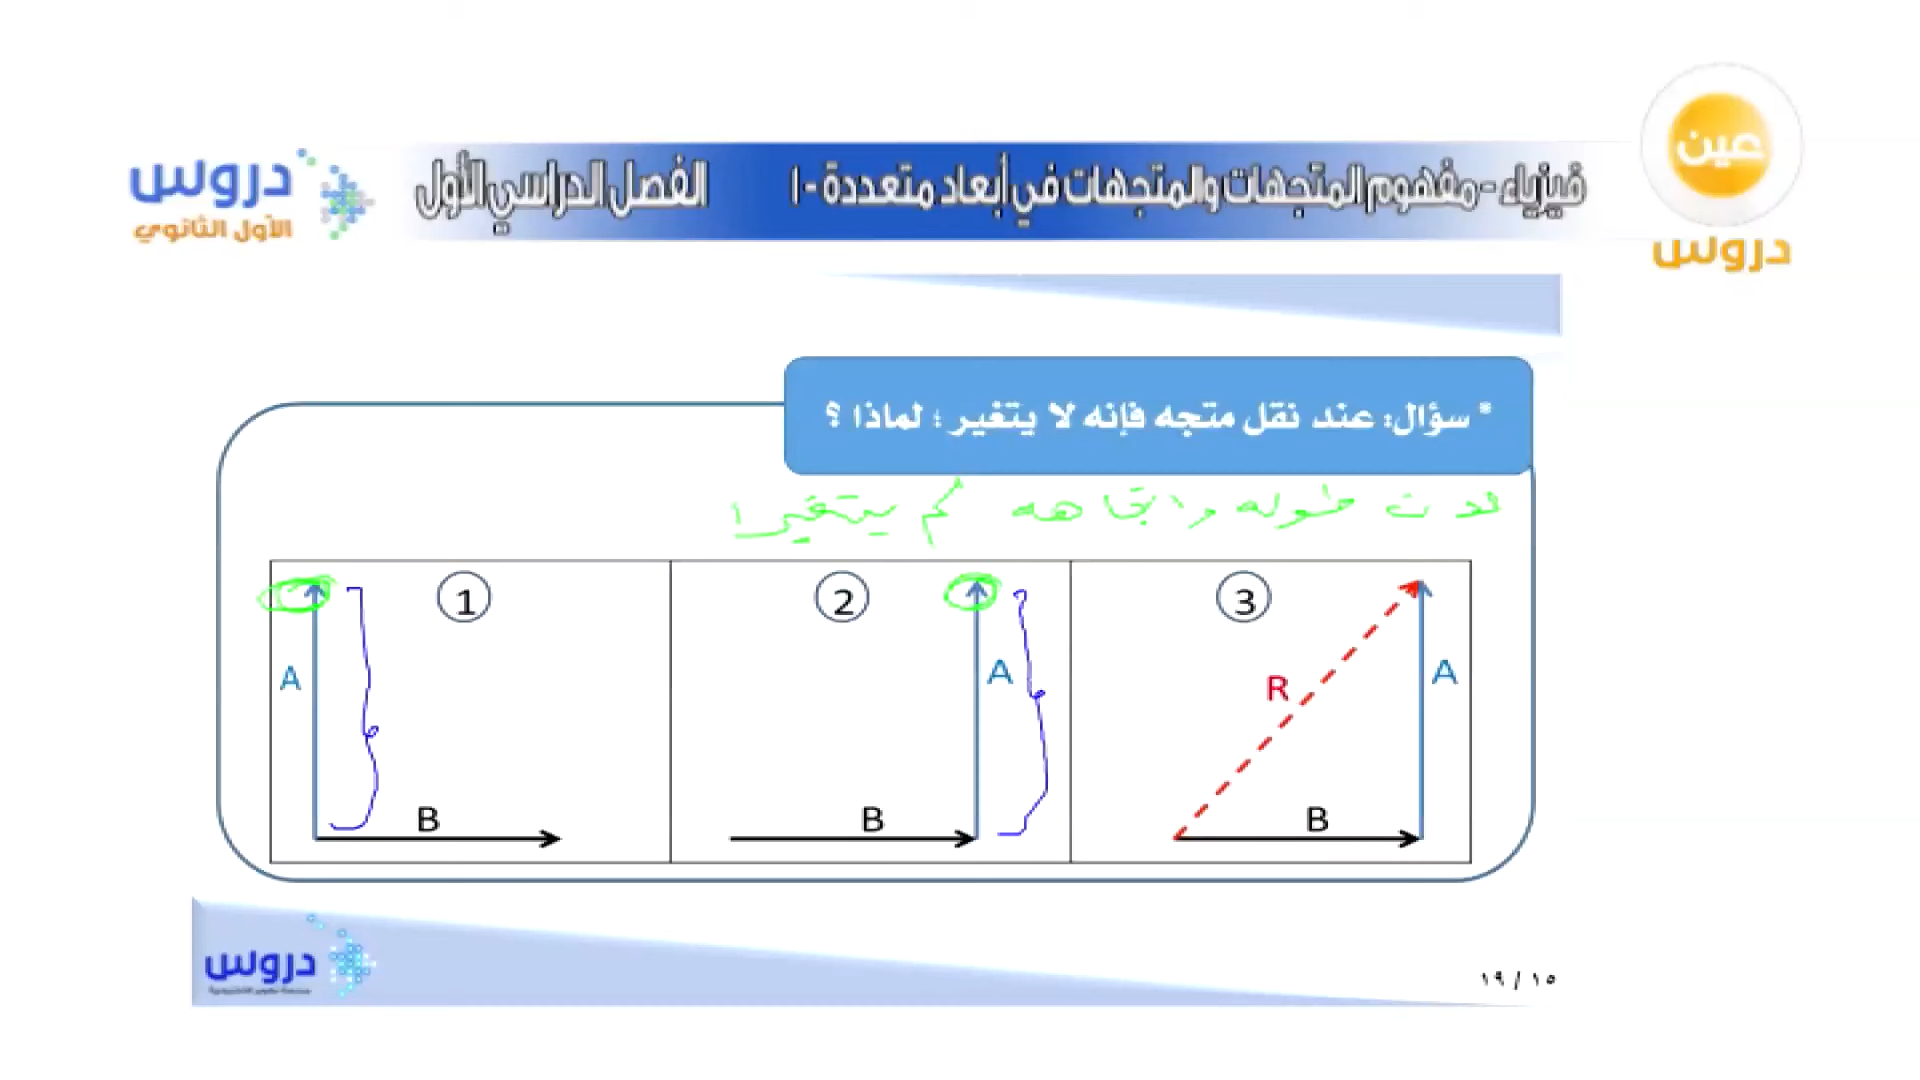 عين
دروس
فيزياء - مفهوم المتجهات والمتجهات في أبعاد متعددة - ١
الفصل الدراسي الأول
دروس
الأول الثانوي
* سؤال: عند نقل متجه فإنه لا يتغير ؛ لماذا ؟
لأن طوله واتجاهه لم يتغيرا
1
A
B
2
A
B
3
R
A
B
دروس
١٩ / ١٥